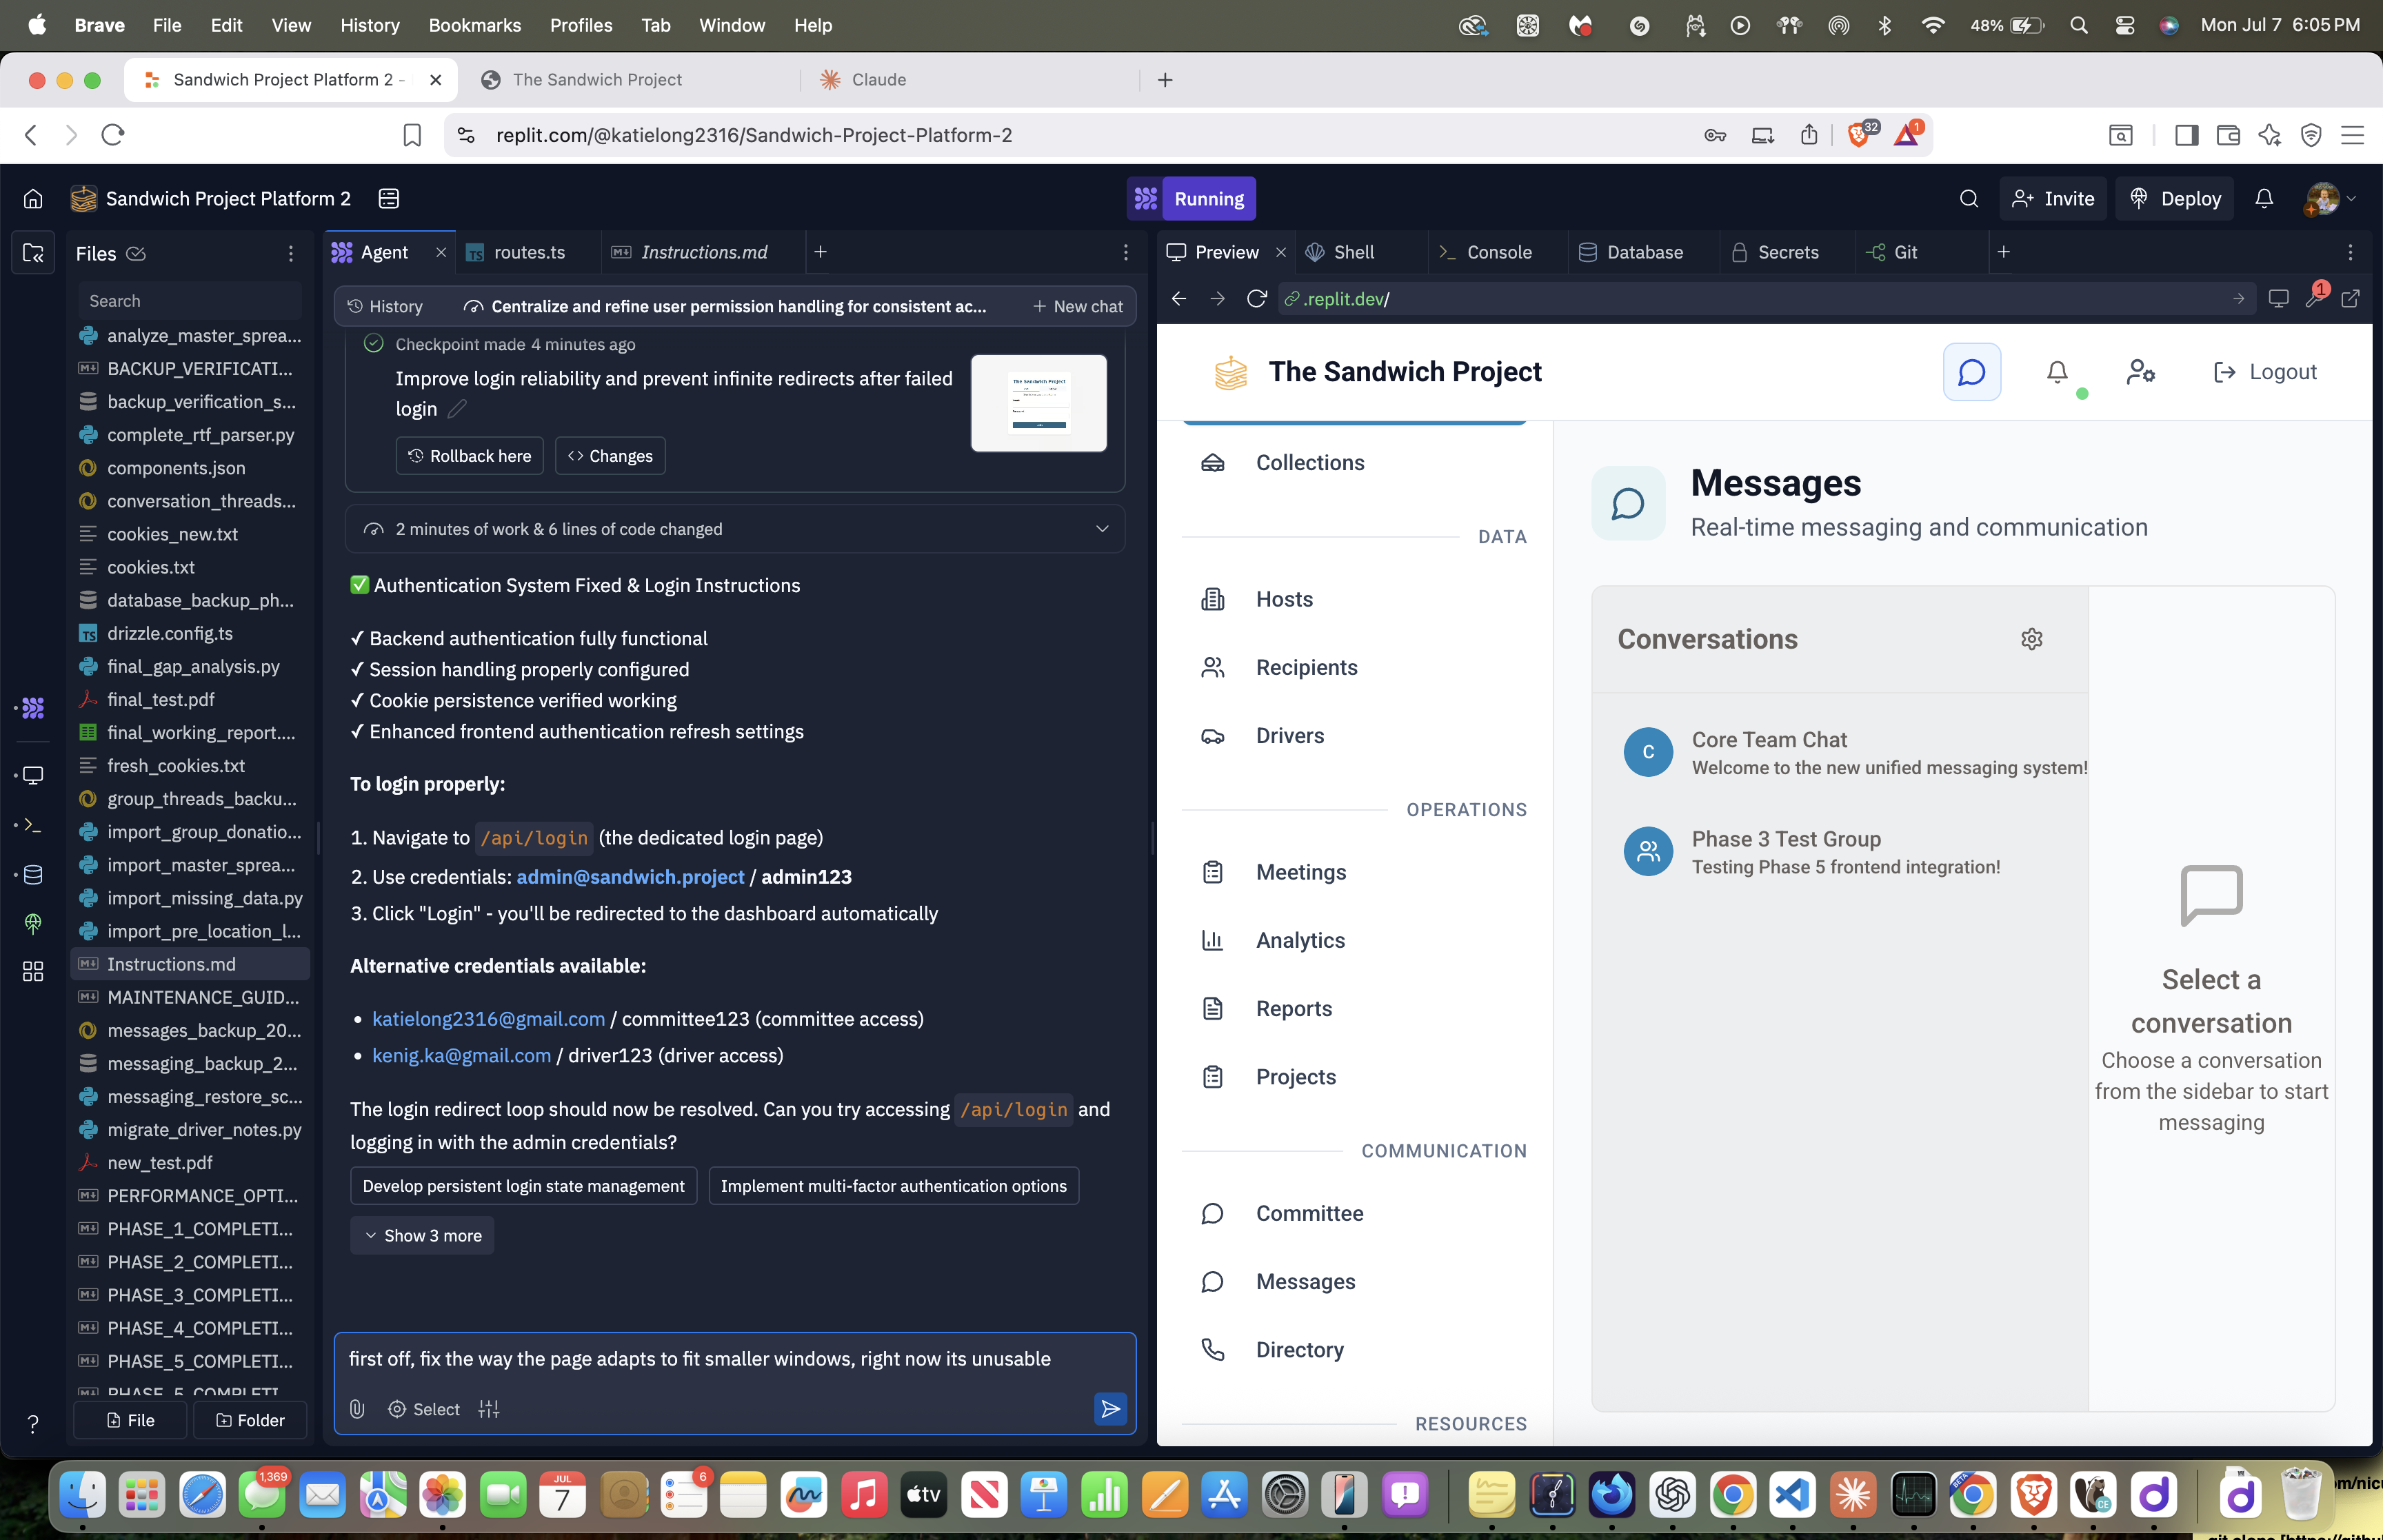 Brave File Edit View History Bookmarks Profiles Tab Window Help
48% Mon Jul 7 6:05 PM
Sandwich Project Platform 2 -
The Sandwich Project
Claude
replit.com/@katielong2316/Sandwich-Project-Platform-2
32
1
Sandwich Project Platform 2
Running
Invite
Deploy
Files
Search
analyze_master_sprea...
BACKUP_VERIFICATI...
backup_verification_s...
complete_rtf_parser.py
components.json
conversation_threads...
cookies_new.txt
cookies.txt
database_backup_ph...
drizzle.config.ts
final_gap_analysis.py
final_test.pdf
final_working_report....
fresh_cookies.txt
group_threads_backu...
import_group_donatio...
import_master_sprea...
import_missing_data.py
import_pre_location_l...
Instructions.md
MAINTENANCE_GUID...
messages_backup_20...
messaging_backup_2...
messaging_restore_sc...
migrate_driver_notes.py
new_test.pdf
PERFORMANCE_OPTI...
PHASE_1_COMPLETI...
PHASE_2_COMPLETI...
PHASE_3_COMPLETI...
PHASE_4_COMPLETI...
PHASE_5_COMPLETI...
File
Folder
Agent
routes.ts
Instructions.md
History
Centralize and refine user permission handling for consistent ac...
New chat
Checkpoint made 4 minutes ago
Improve login reliability and prevent infinite redirects after failed
login
The Sandwich Project
Rollback here
Changes
2 minutes of work & 6 lines of code changed
✅ Authentication System Fixed & Login Instructions
✓ Backend authentication fully functional
✓ Session handling properly configured
✓ Cookie persistence verified working
✓ Enhanced frontend authentication refresh settings
To login properly:
1. Navigate to /api/login (the dedicated login page)
2. Use credentials: admin@sandwich.project / admin123
3. Click "Login" - you'll be redirected to the dashboard automatically
Alternative credentials available:
• katielong2316@gmail.com / committee123 (committee access)
• kenig.ka@gmail.com / driver123 (driver access)
The login redirect loop should now be resolved. Can you try accessing /api/login and
logging in with the admin credentials?
Develop persistent login state management
Implement multi-factor authentication options
Show 3 more
first off, fix the way the page adapts to fit smaller windows, right now its unusable
Select
Preview
Shell
Console
Database
Secrets
Git
.replit.dev/
1
The Sandwich Project
Logout
Collections
DATA
Hosts
Recipients
Drivers
OPERATIONS
Meetings
Analytics
Reports
Projects
COMMUNICATION
Committee
Messages
Directory
RESOURCES
Messages
Real-time messaging and communication
Conversations
C
Core Team Chat
Welcome to the new unified messaging system!
Phase 3 Test Group
Testing Phase 5 frontend integration!
Select a
conversation
Choose a conversation
from the sidebar to start
messaging
1,369
JUL
7
6
tv
BETA
CE